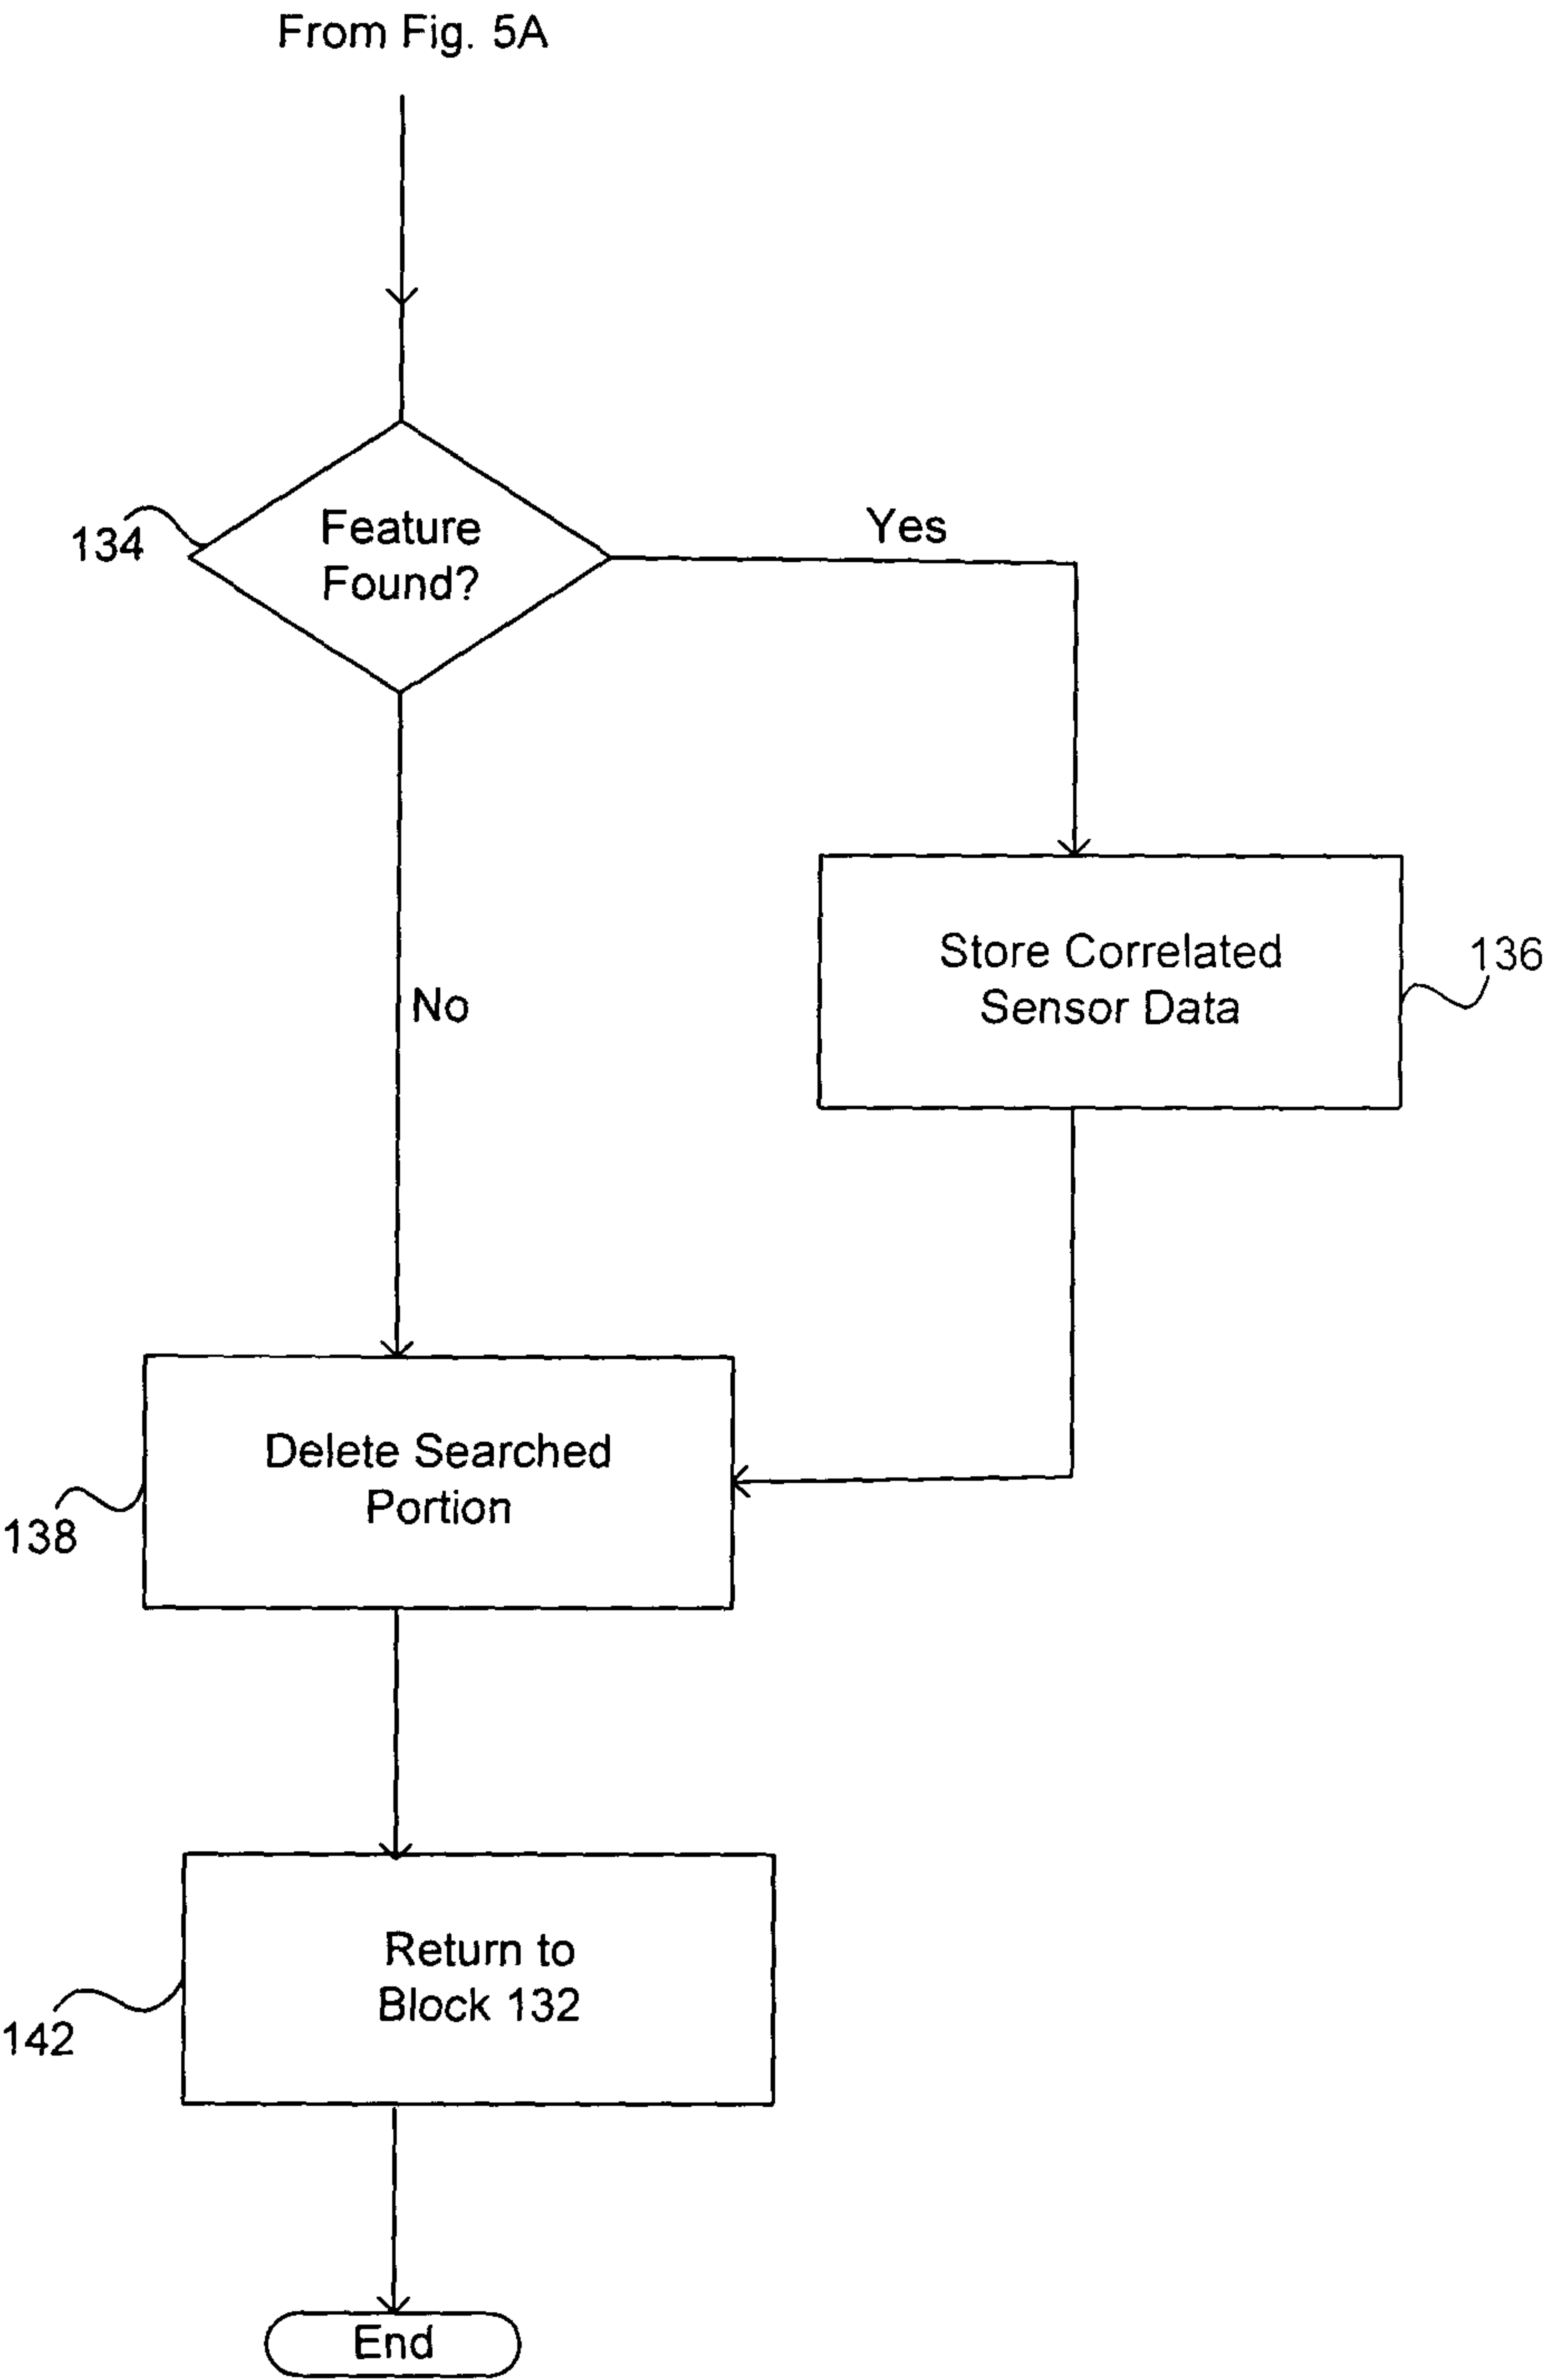 From Fig. 5A
Feature
Found?
134
Yes
Store Correlated
Sensor Data
136
No
Delete Searched
Portion
138
Return to
Block 132
142
End